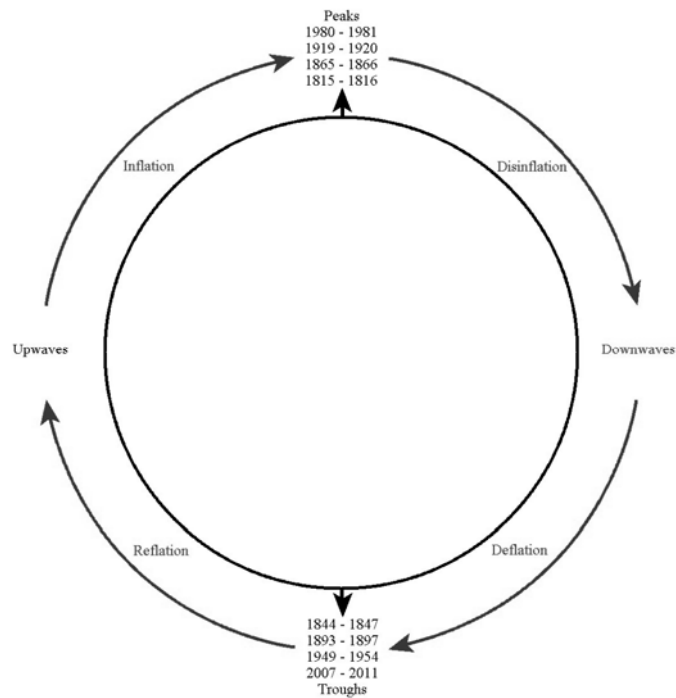 Peaks
1980 - 1981
1919 - 1920
1865 - 1866
1815 - 1816
Inflation
Disinflation
Upwaves
Downwaves
Reflation
Deflation
1844 - 1847
1893 - 1897
1949 - 1954
2007 - 2011
Troughs